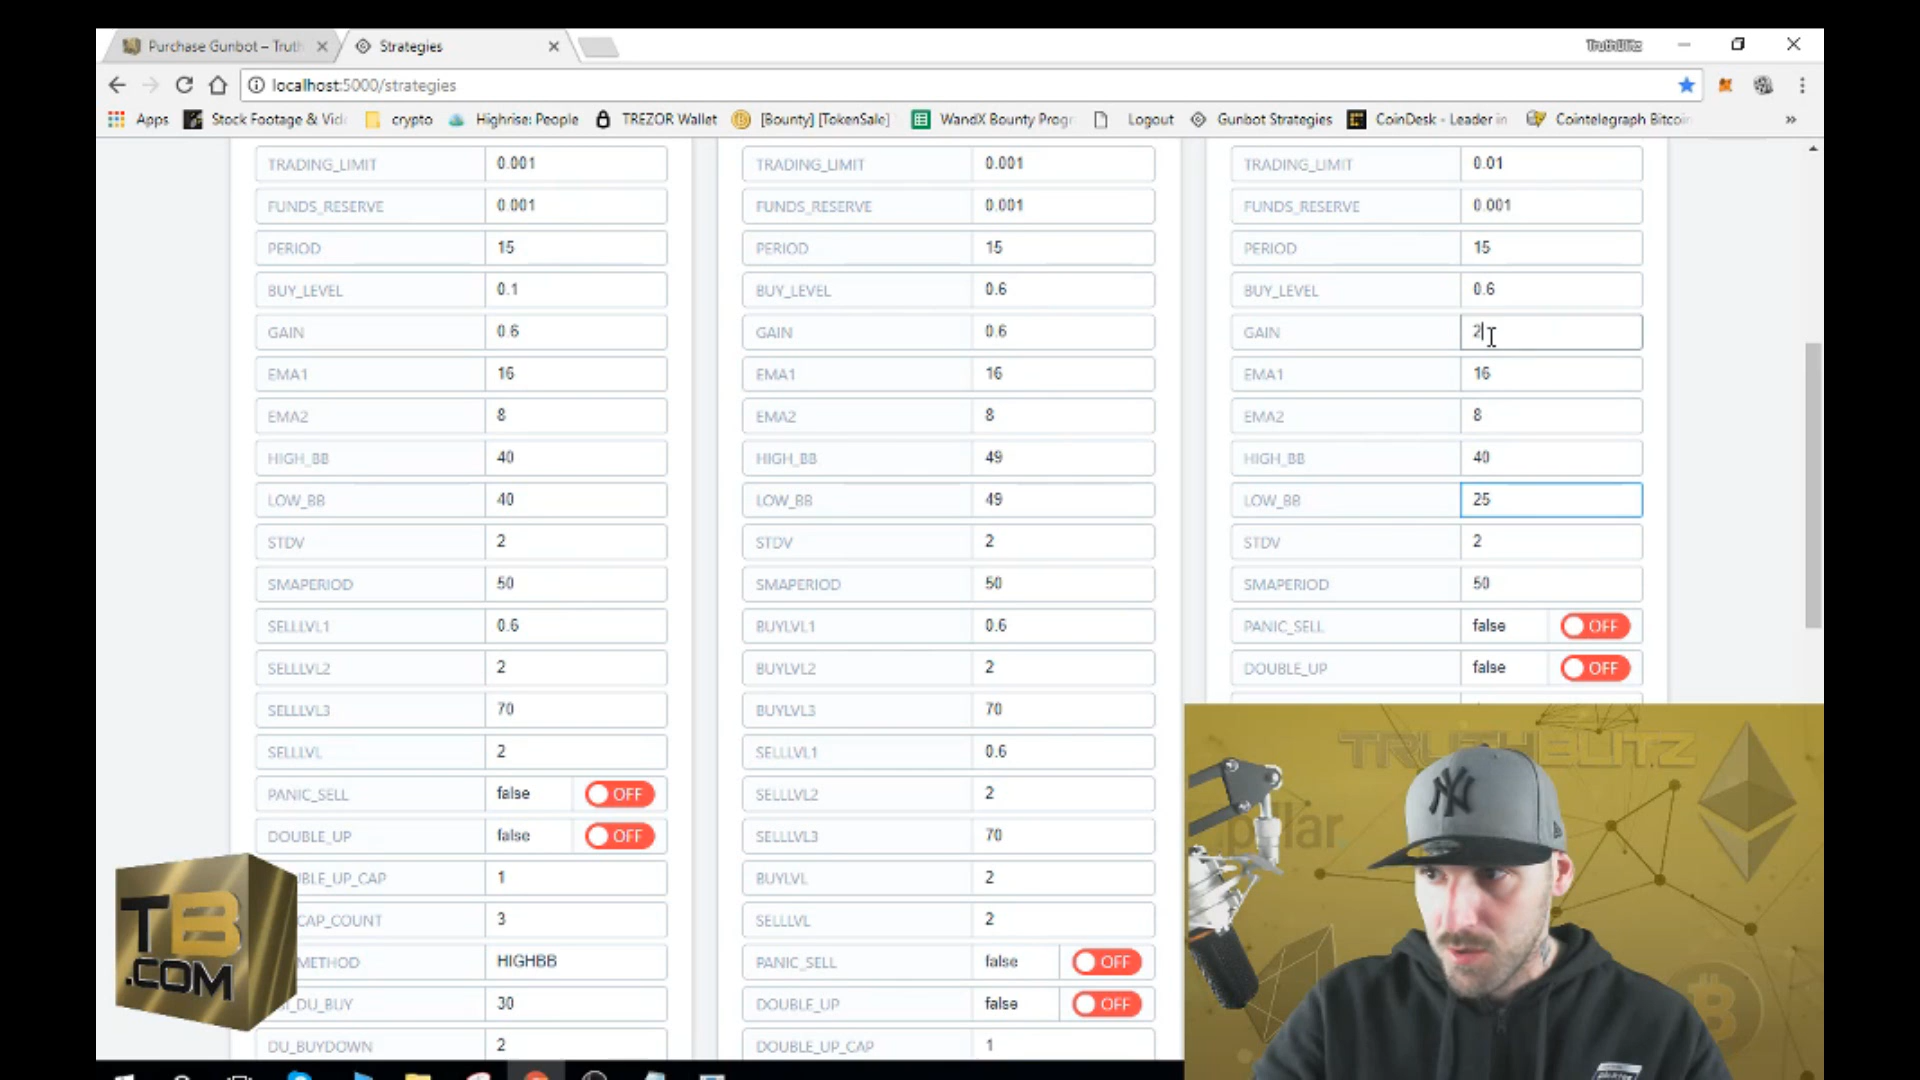 Purchase Gunbot – Truth
Strategies
TruthBlitz
localhost:5000/strategies
Apps
Stock Footage & Vid
crypto
Highrise: People
TREZOR Wallet
[Bounty] [TokenSale]
WandX Bounty Progr
Logout
Gunbot Strategies
CoinDesk - Leader in
Cointelegraph Bitcoin
»
TRADING_LIMIT 0.001
FUNDS_RESERVE 0.001
PERIOD 15
BUY_LEVEL 0.1
GAIN 0.6
EMA1 16
EMA2 8
HIGH_BB 40
LOW_BB 40
STDV 2
SMAPERIOD 50
SELLLVL1 0.6
SELLLVL2 2
SELLLVL3 70
SELLLVL 2
PANIC_SELL false OFF
DOUBLE_UP false OFF
BLE_UP_CAP 1
CAP_COUNT 3
METHOD HIGHBB
_DU_BUY 30
DU_BUYDOWN 2
TRADING_LIMIT 0.001
FUNDS_RESERVE 0.001
PERIOD 15
BUY_LEVEL 0.6
GAIN 0.6
EMA1 16
EMA2 8
HIGH_BB 49
LOW_BB 49
STDV 2
SMAPERIOD 50
BUYLVL1 0.6
BUYLVL2 2
BUYLVL3 70
SELLLVL1 0.6
SELLLVL2 2
SELLLVL3 70
BUYLVL 2
SELLLVL 2
PANIC_SELL false OFF
DOUBLE_UP false OFF
DOUBLE_UP_CAP 1
TRADING_LIMIT 0.01
FUNDS_RESERVE 0.001
PERIOD 15
BUY_LEVEL 0.6
GAIN 2
EMA1 16
EMA2 8
HIGH_BB 40
LOW_BB 25
STDV 2
SMAPERIOD 50
PANIC_SELL false OFF
DOUBLE_UP false OFF
TRUTHBLITZ
NY
TB
.COM